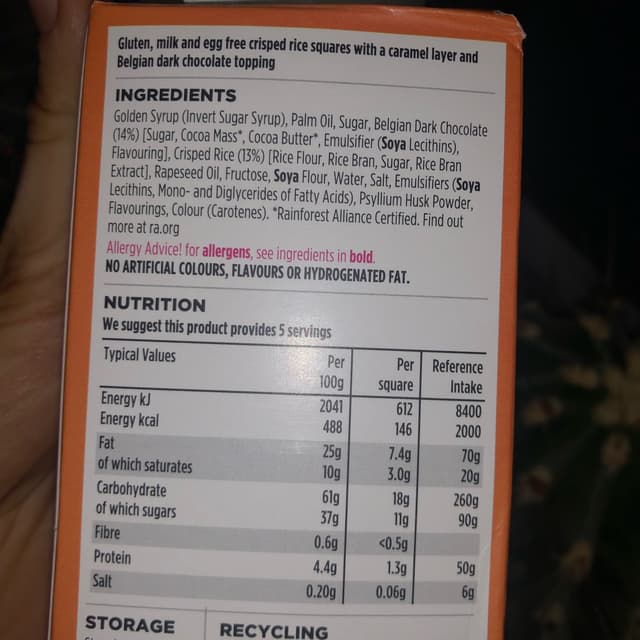 Gluten, milk and egg free crisped rice squares with a caramel layer and
Belgian dark chocolate topping
INGREDIENTS
Golden Syrup (Invert Sugar Syrup), Palm Oil, Sugar, Belgian Dark Chocolate
(14%) [Sugar, Cocoa Mass*, Cocoa Butter*, Emulsifier (Soya Lecithins),
Flavouring], Crisped Rice (13%) [Rice Flour, Rice Bran, Sugar, Rice Bran
Extract], Rapeseed Oil, Fructose, Soya Flour, Water, Salt, Emulsifiers (Soya
Lecithins, Mono- and Diglycerides of Fatty Acids), Psyllium Husk Powder,
Flavourings, Colour (Carotenes). *Rainforest Alliance Certified. Find out
more at ra.org
Allergy Advice! for allergens, see ingredients in bold.
NO ARTIFICIAL COLOURS, FLAVOURS OR HYDROGENATED FAT.
NUTRITION
We suggest this product provides 5 servings
Typical Values Per 100g Per square Reference Intake
Energy kJ 2041 612 8400
Energy kcal 488 146 2000
Fat 25g 7.4g 70g
of which saturates 10g 3.0g 20g
Carbohydrate 61g 18g 260g
of which sugars 37g 11g 90g
Fibre 0.6g <0.5g
Protein 4.4g 1.3g 50g
Salt 0.20g 0.06g 6g
STORAGE RECYCLING